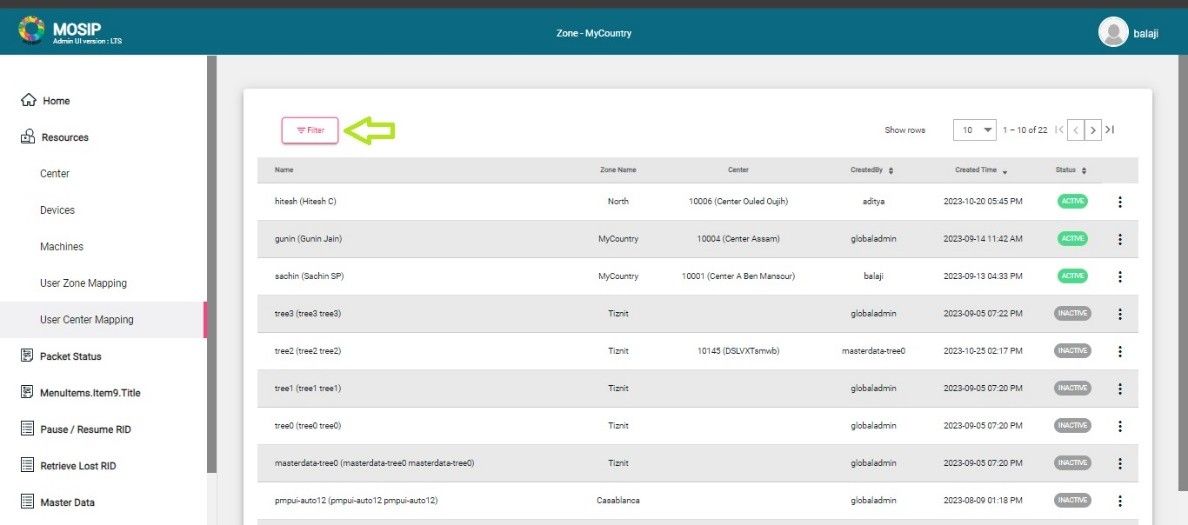 MOSIP
Admin UI version : LTS
Zone - MyCountry
balaji
Home
Resources
Center
Devices
Machines
User Zone Mapping
User Center Mapping
Packet Status
MenuItems.Item9.Title
Pause / Resume RID
Retrieve Lost RID
Master Data
Filter
Show rows 10 1 – 10 of 22
Name Zone Name Center CreatedBy Created Time Status
hitesh (Hitesh C) North 10006 (Center Ouled Oujih) aditya 2023-10-20 05:45 PM ACTIVE
gunin (Gunin Jain) MyCountry 10004 (Center Assam) globaladmin 2023-09-14 11:42 AM ACTIVE
sachin (Sachin SP) MyCountry 10001 (Center A Ben Mansour) balaji 2023-09-13 04:33 PM ACTIVE
tree3 (tree3 tree3) Tiznit globaladmin 2023-09-05 07:22 PM INACTIVE
tree2 (tree2 tree2) Tiznit 10145 (DSLVXTsmwb) masterdata-tree0 2023-10-25 02:17 PM INACTIVE
tree1 (tree1 tree1) Tiznit globaladmin 2023-09-05 07:20 PM INACTIVE
tree0 (tree0 tree0) Tiznit globaladmin 2023-09-05 07:20 PM INACTIVE
masterdata-tree0 (masterdata-tree0 masterdata-tree0) Tiznit globaladmin 2023-09-05 07:20 PM INACTIVE
pmpui-auto12 (pmpui-auto12 pmpui-auto12) Casablanca globaladmin 2023-08-09 01:18 PM INACTIVE